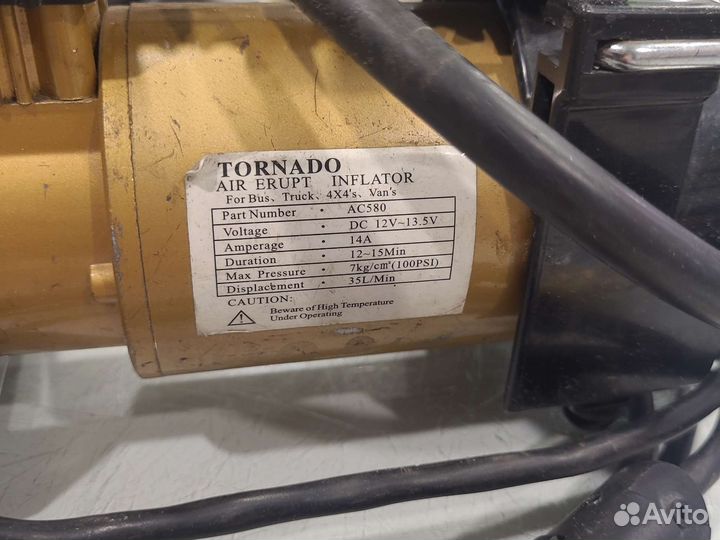 TORNADO
AIR ERUPT INFLATOR
For Bus、Truck、4X4's、Van's
Part Number · AC580
Voltage · DC 12V~13.5V
Amperage · 14A
Duration · 12~15Min
Max Pressure · 7kg/cm²(100PSI)
Displacement · 35L/Min
CAUTION:
Beware of High Temperature
Under Operating
Avito